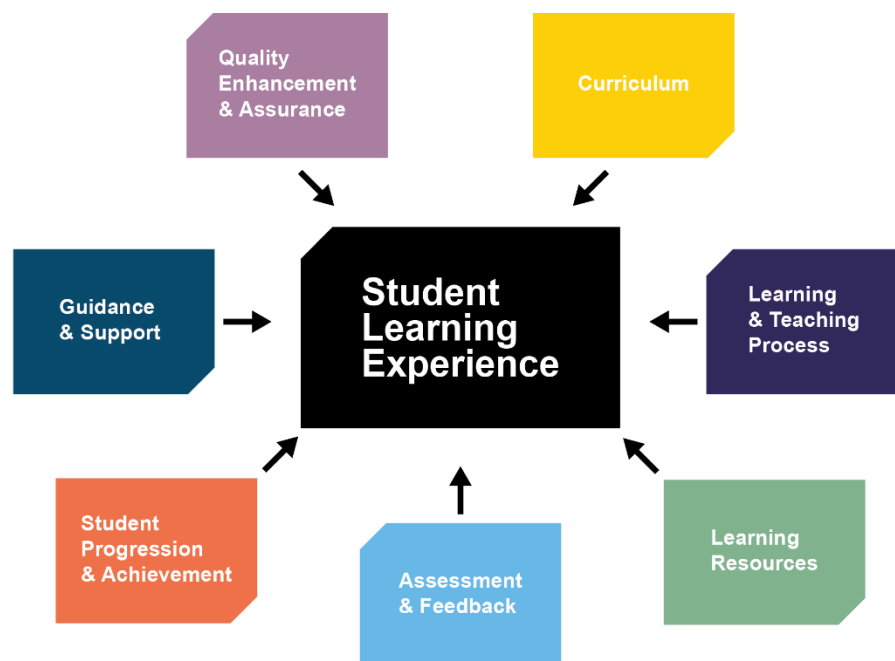 Quality
Enhancement
& Assurance
Curriculum
Guidance
& Support
Student
Learning
Experience
Learning
& Teaching
Process
Student
Progression
& Achievement
Assessment
& Feedback
Learning
Resources